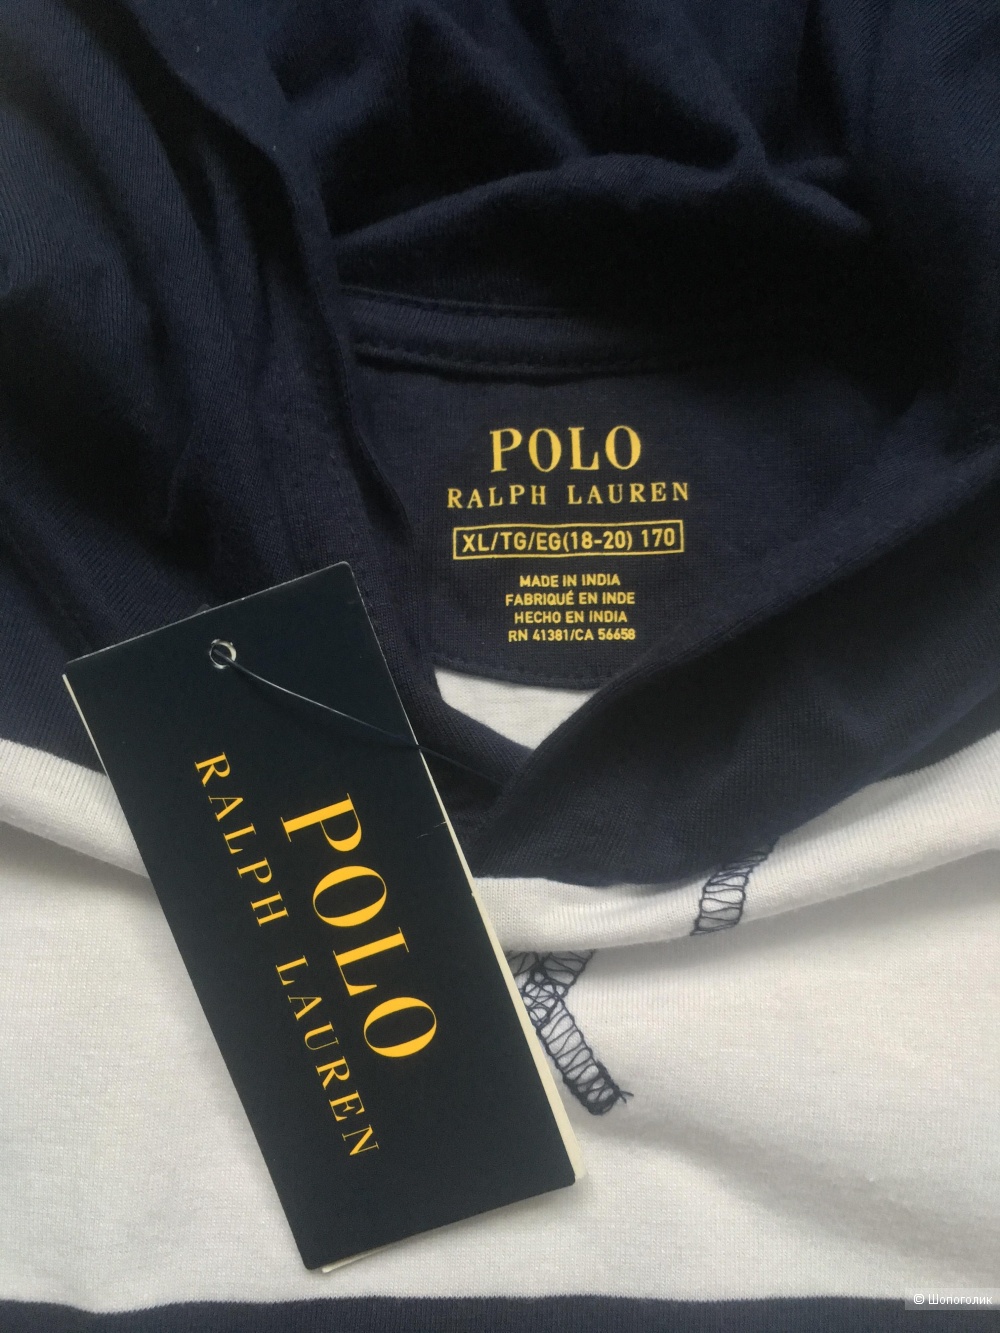 POLO
RALPH LAUREN
XL/TG/EG(18-20) 170
MADE IN INDIA
FABRIQUÉ EN INDE
HECHO EN INDIA
RN 41381/CA 56658
POLO
RALPH LAUREN
© Шопоголик